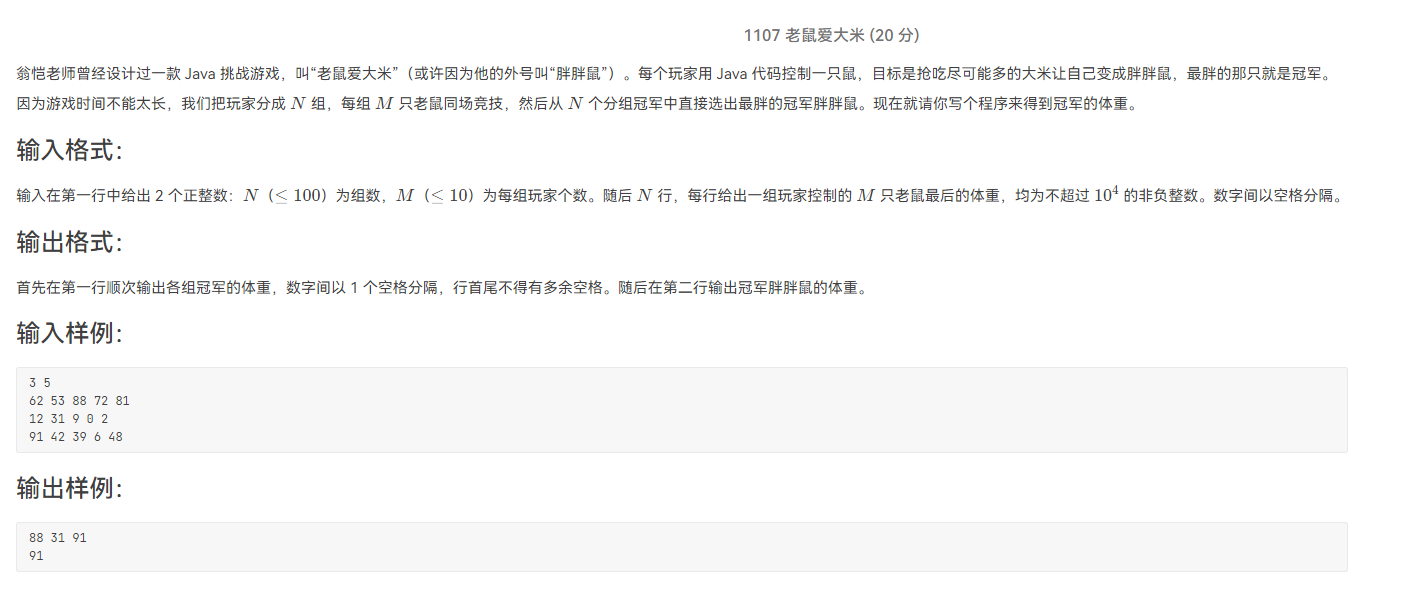 1107 老鼠爱大米 (20 分)
翁恺老师曾经设计过一款 Java 挑战游戏，叫“老鼠爱大米”（或许因为他的外号叫“胖胖鼠”）。每个玩家用 Java 代码控制一只鼠，目标是抢吃尽可能多的大米让自己变成胖胖鼠，最胖的那只就是冠军。
因为游戏时间不能太长，我们把玩家分成 N 组，每组 M 只老鼠同场竞技，然后从 N 个分组冠军中直接选出最胖的冠军胖胖鼠。现在就请你写个程序来得到冠军的体重。
输入格式：
输入在第一行中给出 2 个正整数：N（≤ 100）为组数，M（≤ 10）为每组玩家个数。随后 N 行，每行给出一组玩家控制的 M 只老鼠最后的体重，均为不超过 10⁴ 的非负整数。数字间以空格分隔。
输出格式：
首先在第一行顺次输出各组冠军的体重，数字间以 1 个空格分隔，行首尾不得有多余空格。随后在第二行输出冠军胖胖鼠的体重。
输入样例：
3 5
62 53 88 72 81
12 31 9 0 2
91 42 39 6 48
输出样例：
88 31 91
91